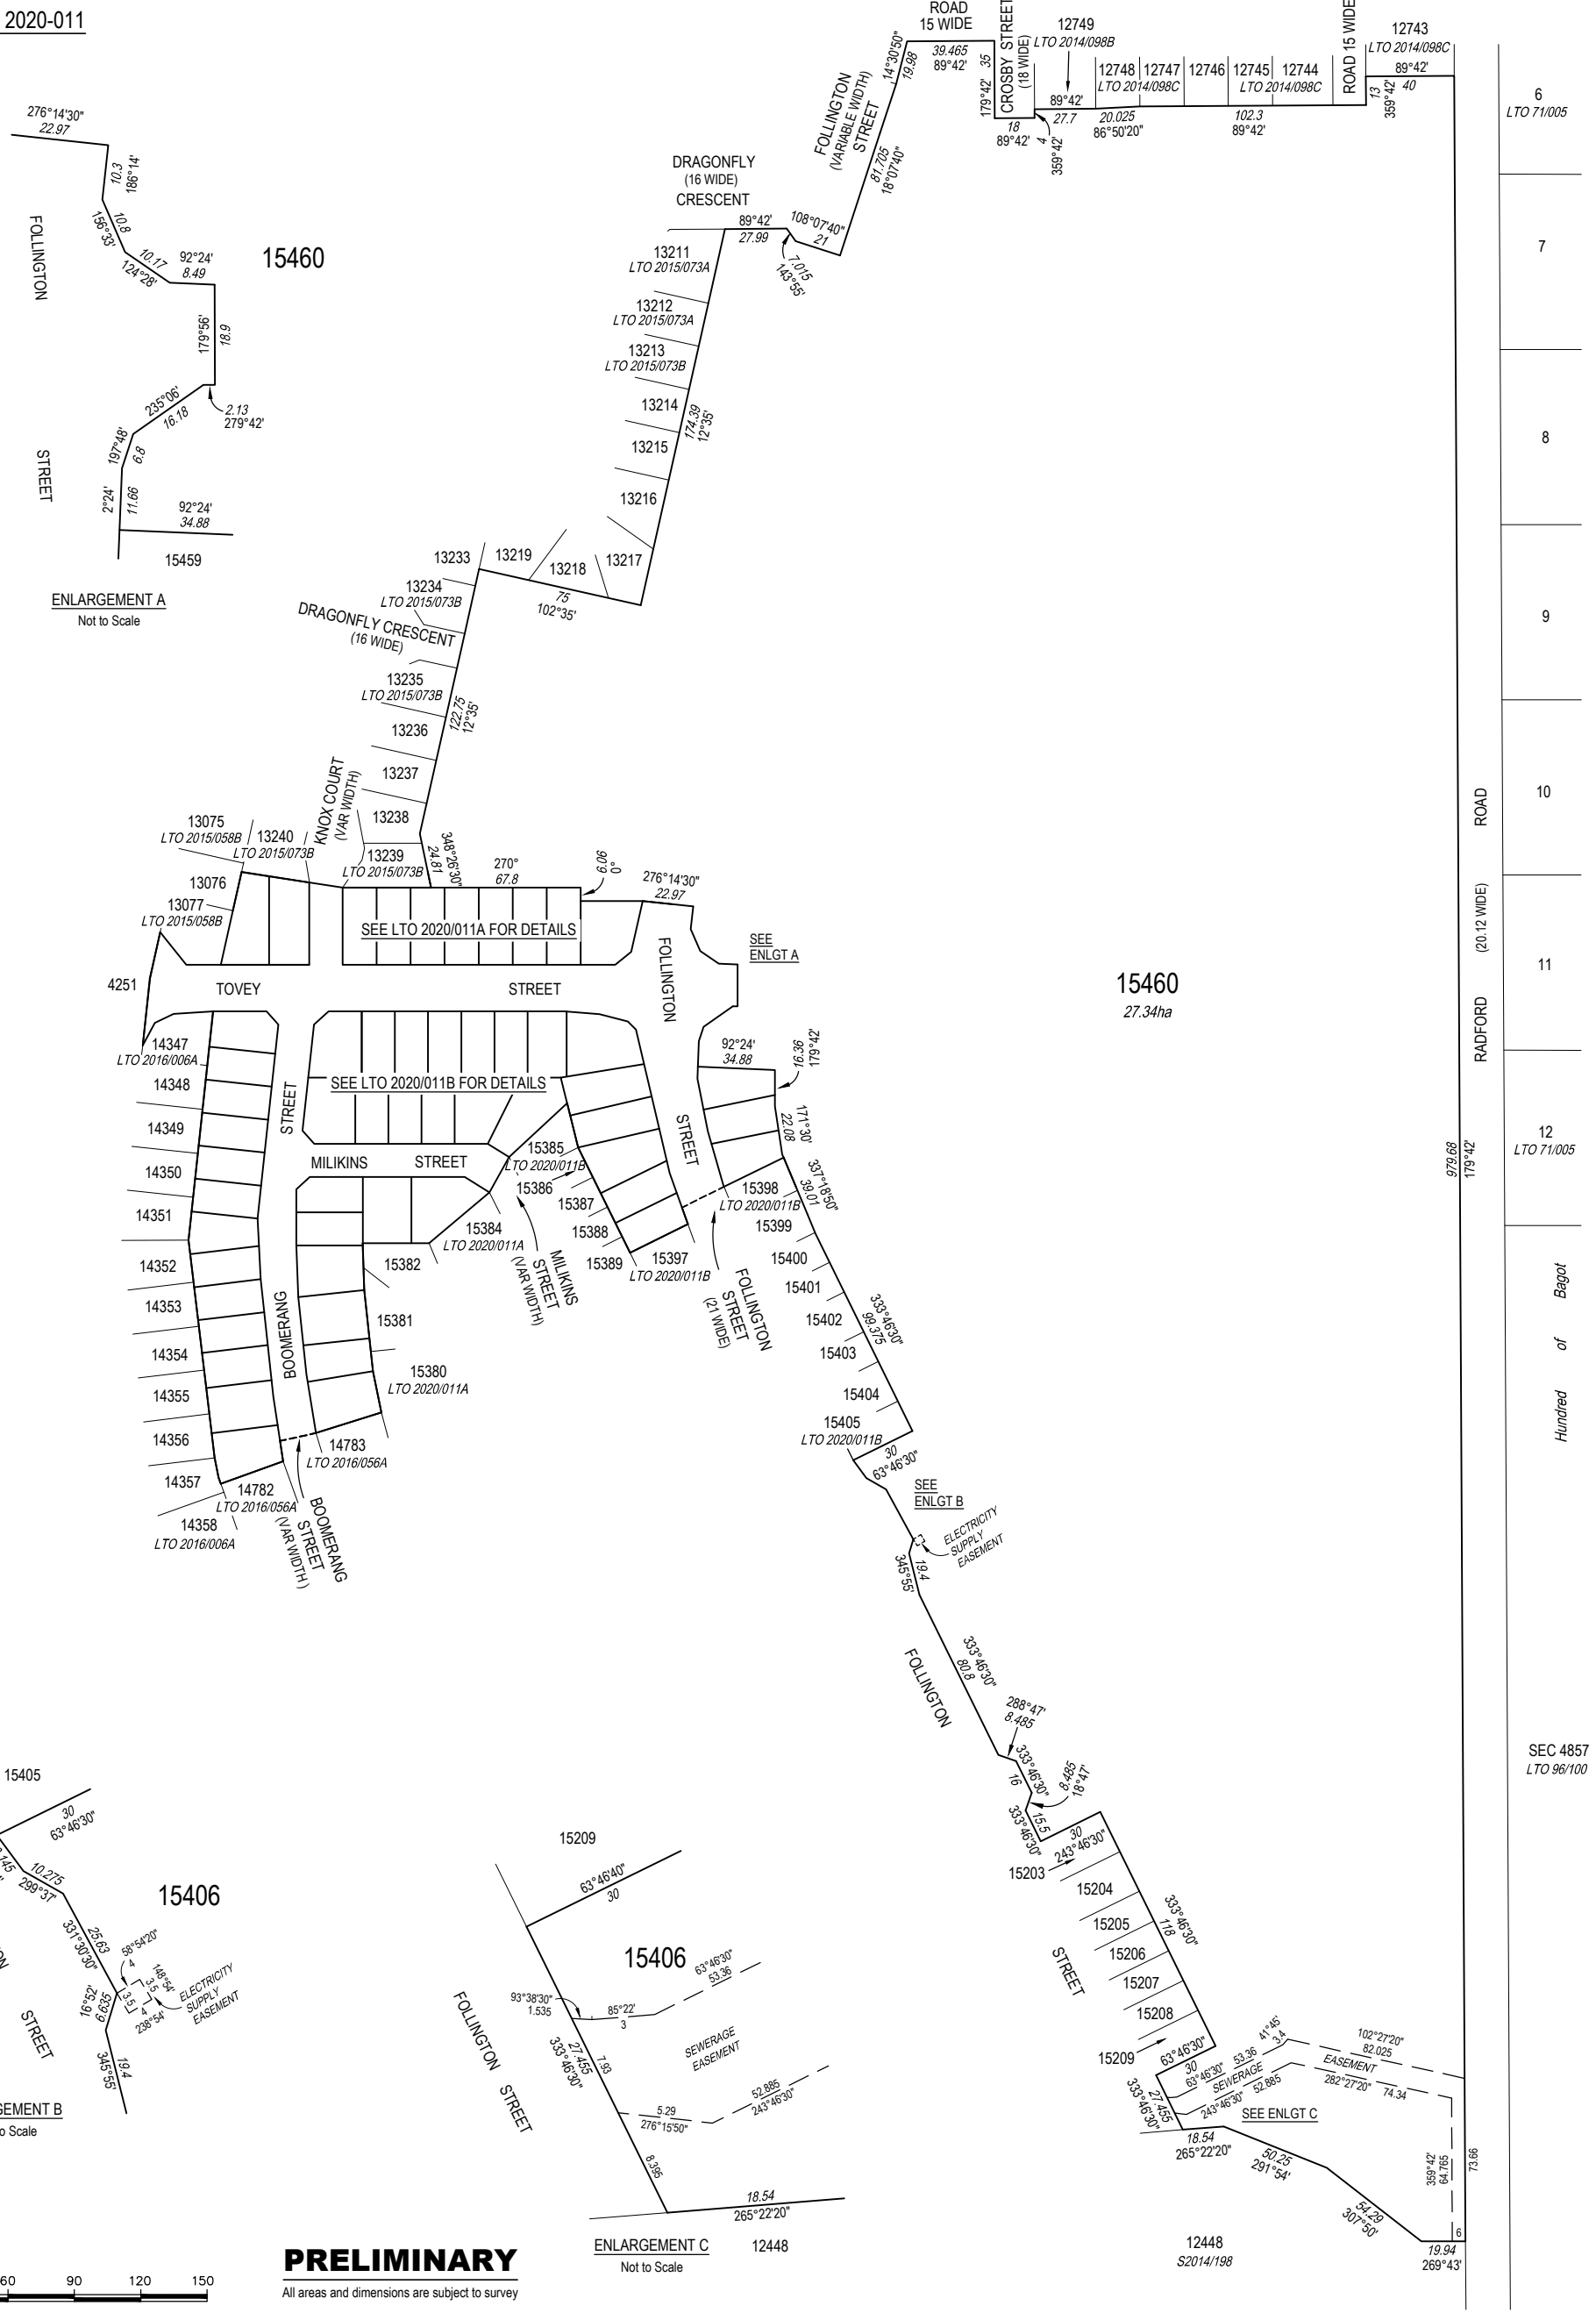 2020-011
ROAD
15 WIDE
CROSBY STREET
(18 WIDE)
12749
LTO 2014/098B
ROAD 15 WIDE
12743
LTO 2014/098C
14°30'50"
19.98
39.465
89°42'
35
179°42'
18
89°42'
4
359°42'
89°42'
27.7
12748
12747
LTO 2014/098C
12746
12745
12744
LTO 2014/098C
20.025
86°50'20"
102.3
89°42'
13
359°42'
89°42'
40
6
LTO 71/005
7
8
9
10
11
12
LTO 71/005
276°14'30"
22.97
10.3
186°14'
10.8
156°33'
10.17
124°28'
92°24'
8.49
15460
179°56'
18.9
235°06'
16.18
2.13
279°42'
197°48'
6.8
2°24'
11.66
92°24'
34.88
15459
FOLLINGTON
STREET
ENLARGEMENT A
Not to Scale
FOLLINGTON
(VARIABLE WIDTH)
STREET
81.705
18°07'40"
DRAGONFLY
(16 WIDE)
CRESCENT
89°42'
27.99
108°07'40"
21
7.015
143°55'
13211
LTO 2015/073A
13212
LTO 2015/073A
13213
LTO 2015/073B
13214
13215
13216
174.39
12°35'
13233
13219
13218
13217
75
102°35'
13234
LTO 2015/073B
DRAGONFLY CRESCENT
(16 WIDE)
13235
LTO 2015/073B
13236
13237
13238
122.75
12°35'
KNOX COURT
(VAR WIDTH)
13239
LTO 2015/073B
348°26'30"
24.81
13075
LTO 2015/058B
13240
LTO 2015/073B
13076
13077
LTO 2015/058B
270°
67.8
6.06
0°
276°14'30"
22.97
SEE LTO 2020/011A FOR DETAILS
SEE
ENLGT A
FOLLINGTON
STREET
4251
TOVEY
STREET
15460
27.34ha
92°24'
34.88
16.36
179°42'
171°30'
22.08
337°18'50"
39.01
SEE LTO 2020/011B FOR DETAILS
14347
LTO 2016/006A
14348
14349
14350
14351
14352
14353
14354
14355
14356
14357
14358
LTO 2016/006A
STREET
BOOMERANG
MILIKINS
STREET
15385
LTO 2020/011B
15386
15387
15388
15389
15384
LTO 2020/011A
15382
15381
15380
LTO 2020/011A
MILIKINS
STREET
(VAR WIDTH)
15397
LTO 2020/011B
15398
LTO 2020/011B
FOLLINGTON
STREET
(21 WIDE)
15399
15400
15401
15402
15403
15404
15405
LTO 2020/011B
333°46'30"
99.375
14783
LTO 2016/056A
14782
LTO 2016/056A
BOOMERANG
STREET
(VAR WIDTH)
30
63°46'30"
SEE
ENLGT B
ELECTRICITY
SUPPLY
EASEMENT
19.4
345°55'
FOLLINGTON
333°46'30"
80.8
288°47'
8.485
333°46'30"
16
8.485
18°47'
15.5
333°46'30"
30
243°46'30"
15203
15204
15205
15206
15207
15208
15209
333°46'30"
118
STREET
63°46'30"
30
27.455
333°46'30"
63°46'30"
53.36
41°45'
3.4
SEWERAGE
EASEMENT
243°46'30"
52.885
102°27'20"
82.025
282°27'20"
74.34
SEE ENLGT C
18.54
265°22'20"
50.25
291°54'
54.29
307°50'
359°42'
64.765
73.66
6
19.94
269°43'
12448
S2014/198
979.68
179°42'
ROAD
(20.12 WIDE)
RADFORD
Hundred of Bagot
SEC 4857
LTO 96/100
15405
30
63°46'30"
10.275
299°37'
15406
25.63
331°30'30"
58°54'20"
4
148°54'
3.5
3.5
4
238°54'
ELECTRICITY
SUPPLY
EASEMENT
16°52'
6.635
19.4
345°55'
STREET
15209
63°46'40"
30
15406
63°46'30"
53.36
93°38'30"
1.535
85°22'
3
27.455
333°46'30"
7.93
SEWERAGE
EASEMENT
52.885
243°46'30"
5.29
276°15'50"
8.395
FOLLINGTON
STREET
18.54
265°22'20"
12448
ENLARGEMENT C
Not to Scale
PRELIMINARY
All areas and dimensions are subject to survey
90 120 150